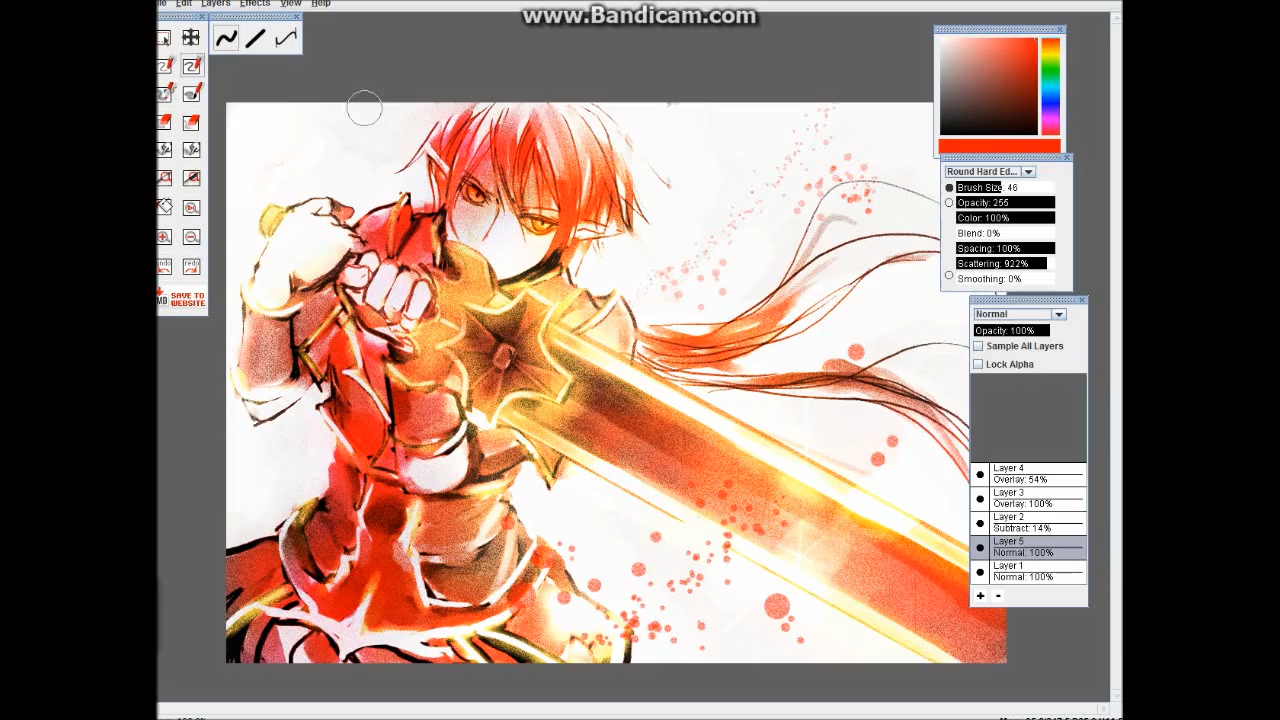 www.Bandicam.com
Edit Layers Effects View Help
undo redo
SAVE TO
WEBSITE
Round Hard Ed...
Brush Size: 46
Opacity: 255
Color: 100%
Blend: 0%
Spacing: 100%
Scattering: 922%
Smoothing: 0%
Normal
Opacity: 100%
Sample All Layers
Lock Alpha
Layer 4
Overlay: 54%
Layer 3
Overlay: 100%
Layer 2
Subtract: 14%
Layer 5
Normal: 100%
Layer 1
Normal: 100%
+ -